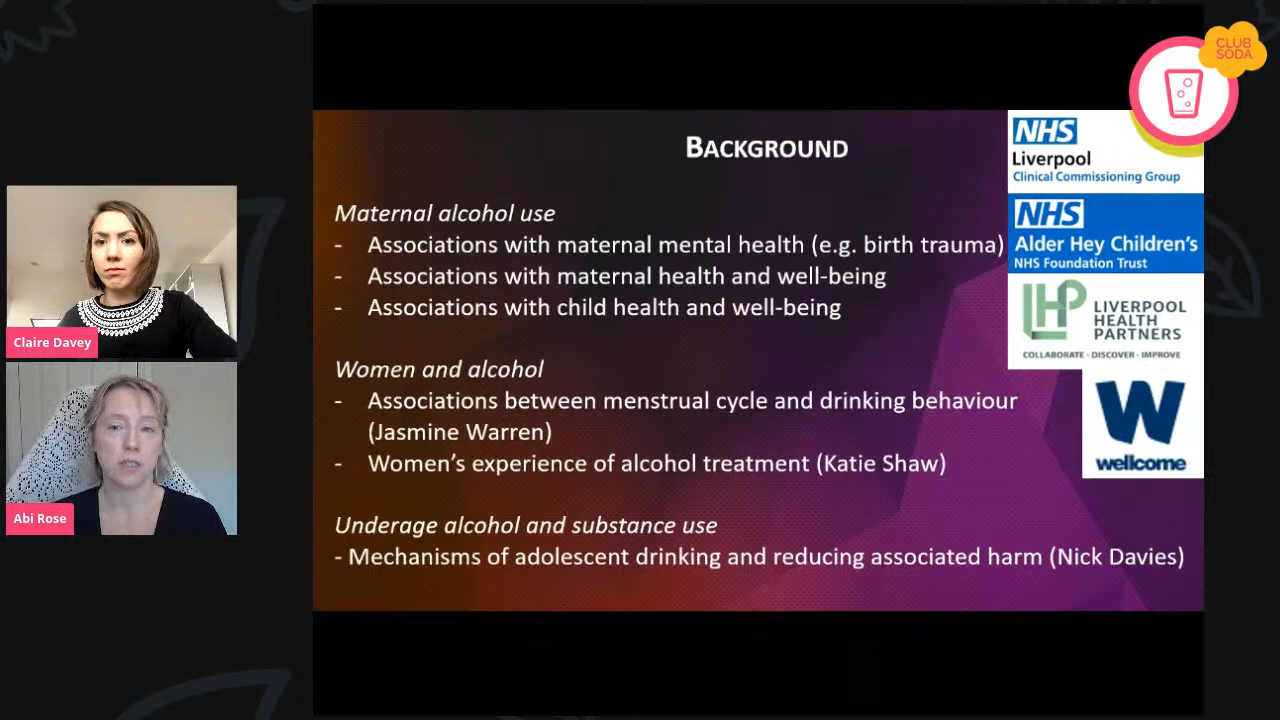 CLUB
SODA
BACKGROUND
NHS
Liverpool
Clinical Commissioning Group
NHS
Alder Hey Children's
NHS Foundation Trust
LHP
LIVERPOOL
HEALTH
PARTNERS
COLLABORATE · DISCOVER · IMPROVE
W
wellcome
Maternal alcohol use
- Associations with maternal mental health (e.g. birth trauma)
- Associations with maternal health and well-being
- Associations with child health and well-being
Women and alcohol
- Associations between menstrual cycle and drinking behaviour
(Jasmine Warren)
- Women's experience of alcohol treatment (Katie Shaw)
Underage alcohol and substance use
- Mechanisms of adolescent drinking and reducing associated harm (Nick Davies)
Claire Davey
Abi Rose